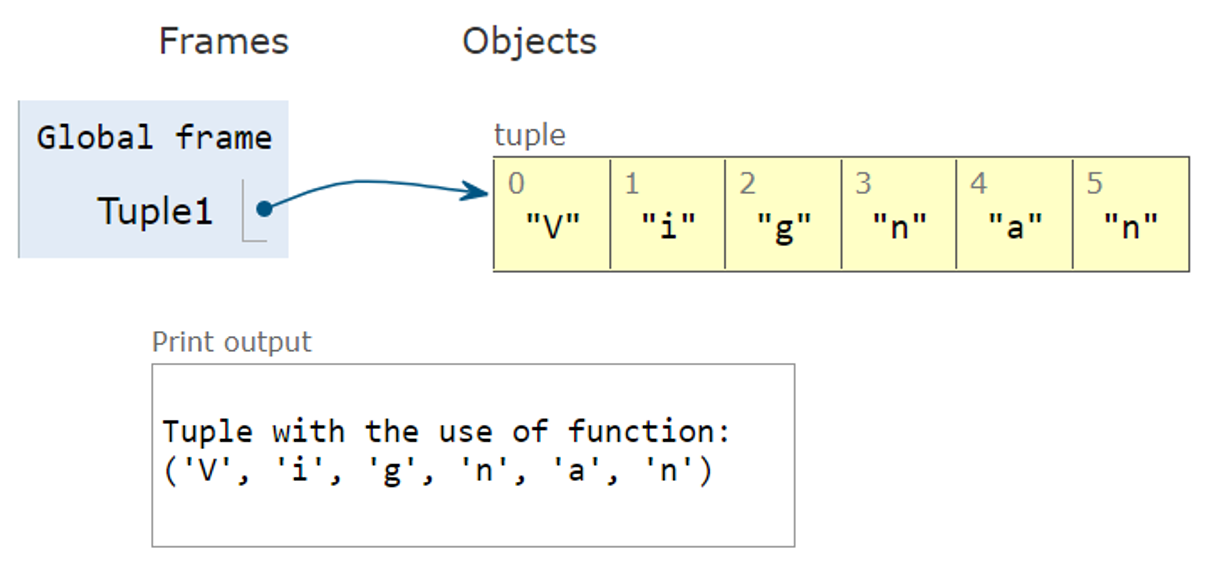 Frames Objects
Global frame
Tuple1
tuple
0 1 2 3 4 5
"V" "i" "g" "n" "a" "n"
Print output
Tuple with the use of function:
('V', 'i', 'g', 'n', 'a', 'n')